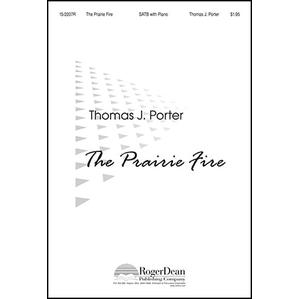 15/2207R The Prairie Fire SATB with Piano Thomas J. Porter $1.95
Thomas J. Porter
The Prairie Fire
RogerDean
Publishing Company